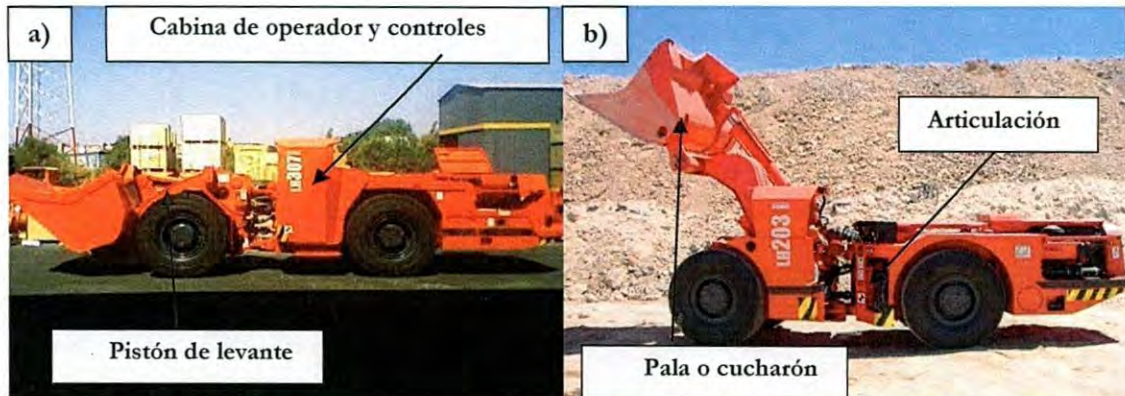 a)
Cabina de operador y controles
LH307
Pistón de levante
b)
Articulación
LH203
Pala o cucharón